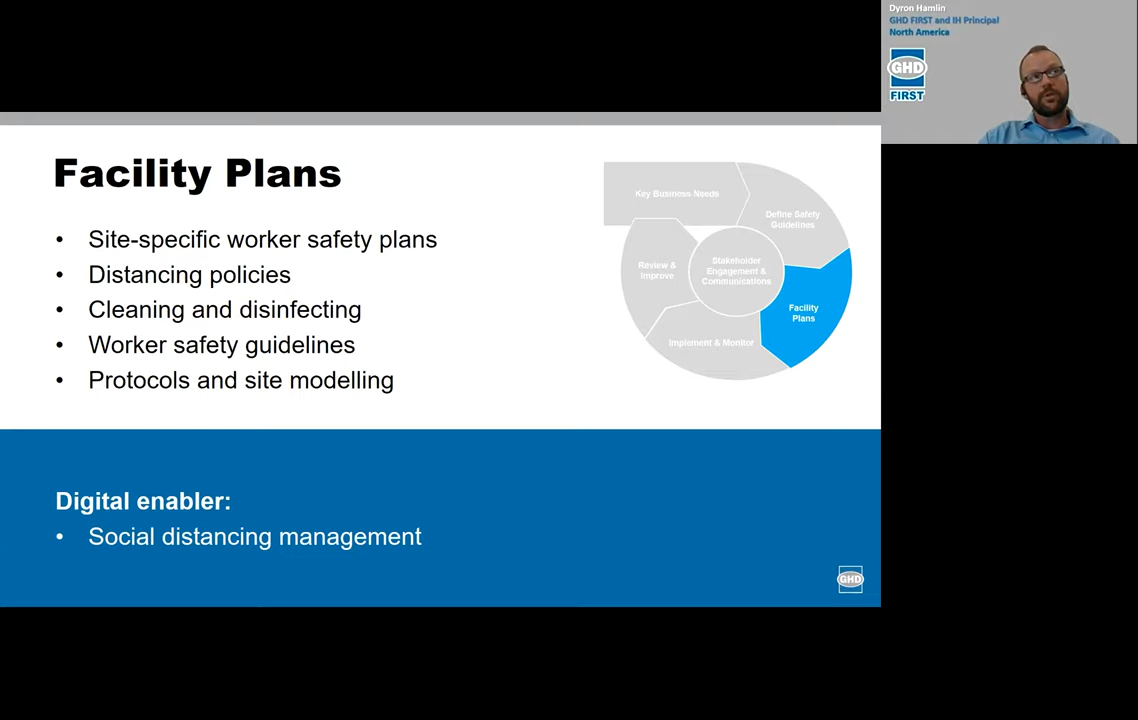 Dyron Hamlin
GHD FIRST and IH Principal
North America
GHD
FIRST
Facility Plans
• Site-specific worker safety plans
• Distancing policies
• Cleaning and disinfecting
• Worker safety guidelines
• Protocols and site modelling
Key Business Needs
Define Safety
Guidelines
Facility
Plans
Implement & Monitor
Review &
Improve
Stakeholder
Engagement &
Communications
Digital enabler:
• Social distancing management
GHD